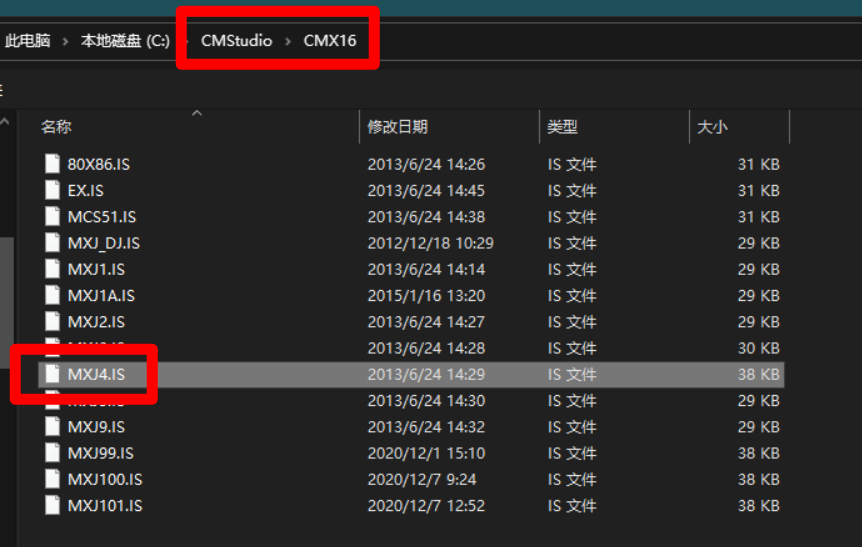 此电脑 › 本地磁盘 (C:) › CMStudio › CMX16
名称 修改日期 类型 大小
80X86.IS 2013/6/24 14:26 IS 文件 31 KB
EX.IS 2013/6/24 14:45 IS 文件 31 KB
MCS51.IS 2013/6/24 14:38 IS 文件 31 KB
MXJ_DJ.IS 2012/12/18 10:29 IS 文件 29 KB
MXJ1.IS 2013/6/24 14:14 IS 文件 29 KB
MXJ1A.IS 2015/1/16 13:20 IS 文件 29 KB
MXJ2.IS 2013/6/24 14:27 IS 文件 29 KB
2013/6/24 14:28 IS 文件 30 KB
MXJ4.IS 2013/6/24 14:29 IS 文件 38 KB
2013/6/24 14:30 IS 文件 29 KB
MXJ9.IS 2013/6/24 14:32 IS 文件 29 KB
MXJ99.IS 2020/12/1 15:10 IS 文件 38 KB
MXJ100.IS 2020/12/7 9:24 IS 文件 38 KB
MXJ101.IS 2020/12/7 12:52 IS 文件 38 KB